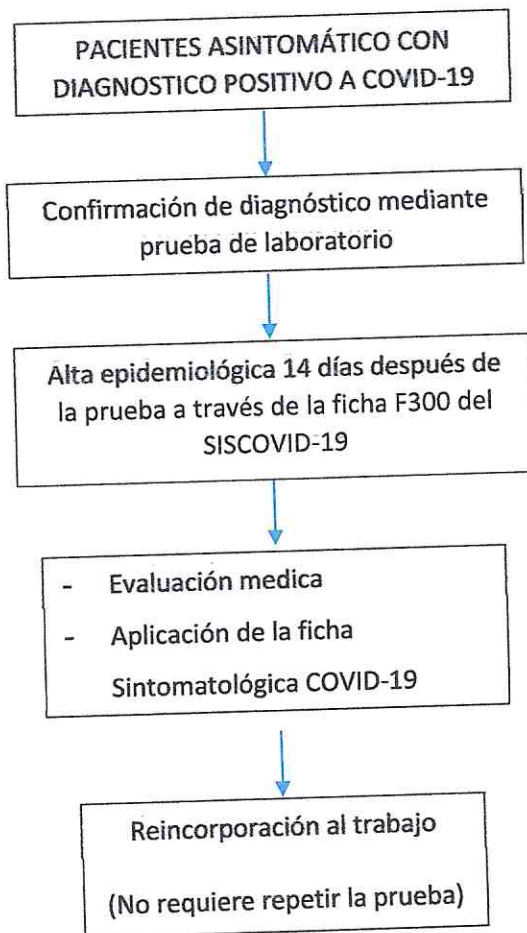 PACIENTES ASINTOMÁTICO CON
DIAGNOSTICO POSITIVO A COVID-19
Confirmación de diagnóstico mediante
prueba de laboratorio
Alta epidemiológica 14 días después de
la prueba a través de la ficha F300 del
SISCOVID-19
- Evaluación medica
- Aplicación de la ficha
Sintomatológica COVID-19
Reincorporación al trabajo
(No requiere repetir la prueba)